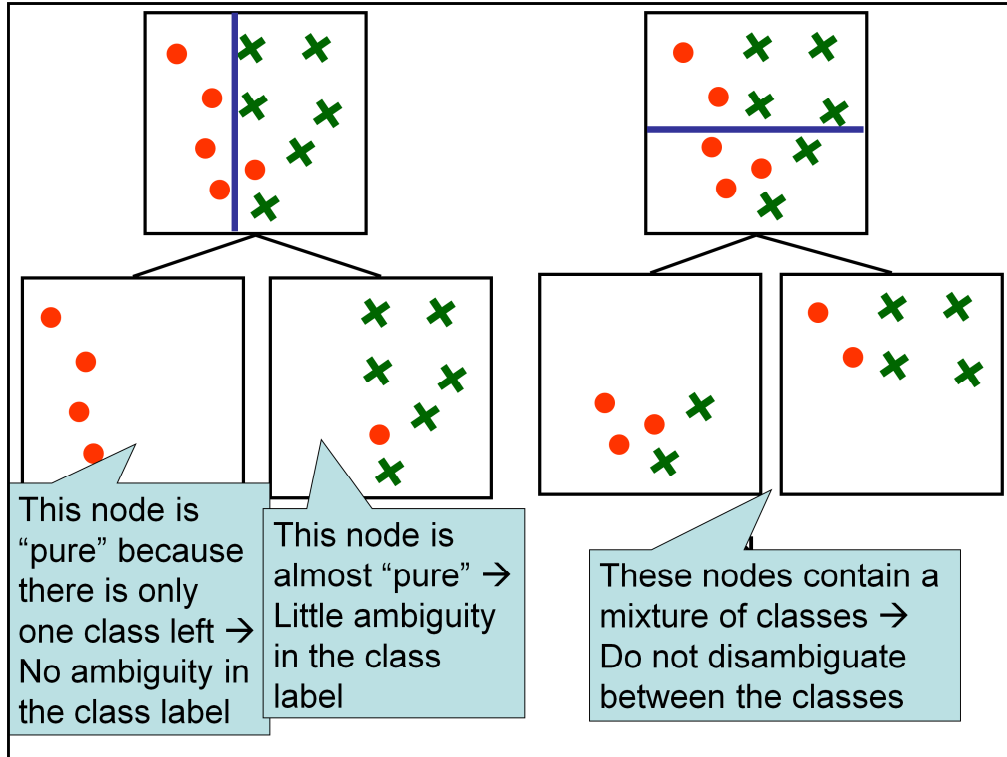 This node is
“pure” because
there is only
one class left →
No ambiguity in
the class label
This node is
almost “pure” →
Little ambiguity
in the class
label
These nodes contain a
mixture of classes →
Do not disambiguate
between the classes